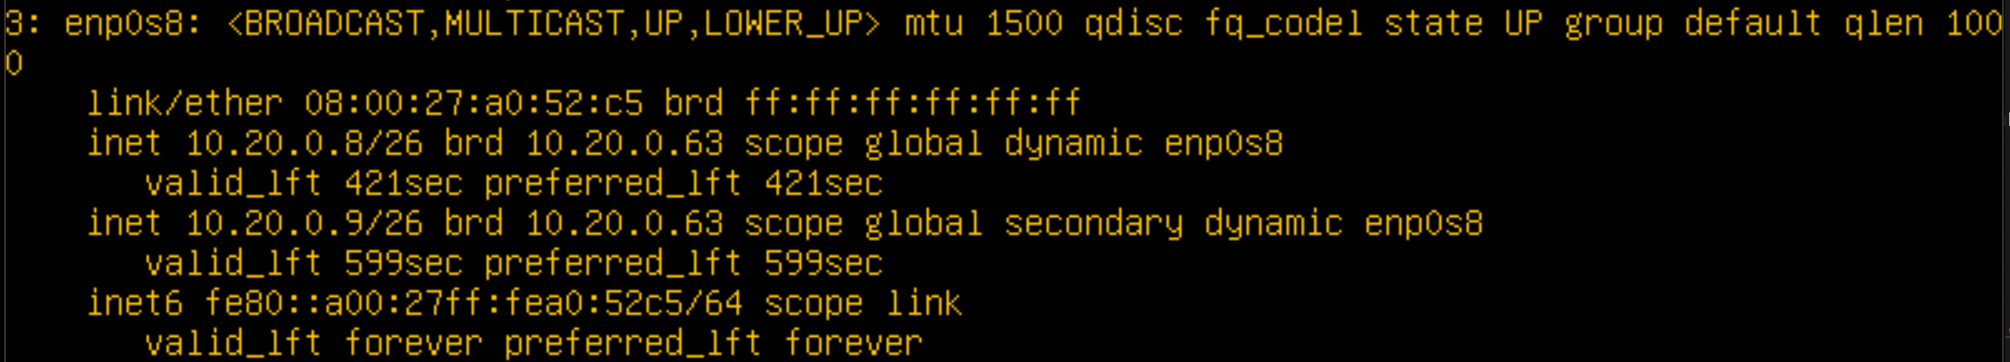 3: enp0s8: <BROADCAST,MULTICAST,UP,LOWER_UP> mtu 1500 qdisc fq_codel state UP group default qlen 100
0
link/ether 08:00:27:a0:52:c5 brd ff:ff:ff:ff:ff:ff
inet 10.20.0.8/26 brd 10.20.0.63 scope global dynamic enp0s8
valid_lft 421sec preferred_lft 421sec
inet 10.20.0.9/26 brd 10.20.0.63 scope global secondary dynamic enp0s8
valid_lft 599sec preferred_lft 599sec
inet6 fe80::a00:27ff:fea0:52c5/64 scope link
valid_lft forever preferred_lft forever